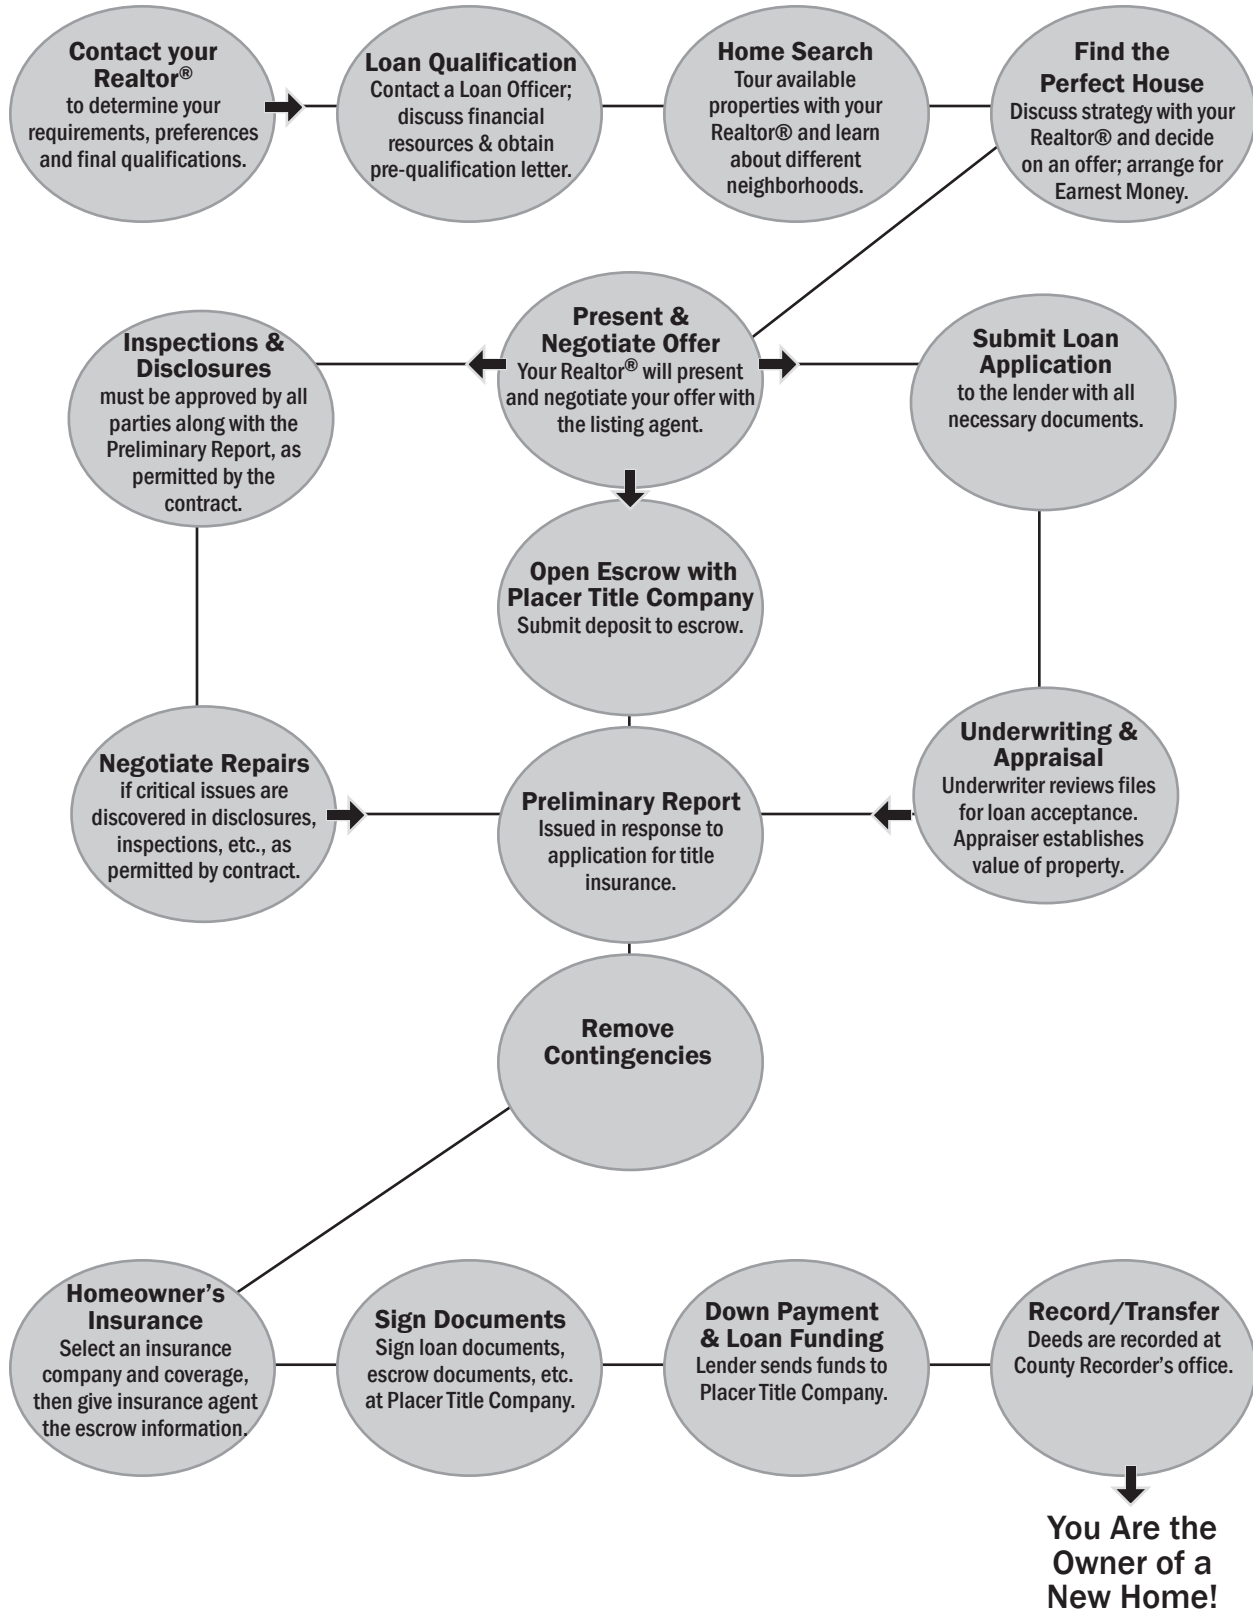 Contact your
Realtor®
to determine your
requirements, preferences
and final qualifications.
Loan Qualification
Contact a Loan Officer;
discuss financial
resources & obtain
pre-qualification letter.
Home Search
Tour available
properties with your
Realtor® and learn
about different
neighborhoods.
Find the
Perfect House
Discuss strategy with your
Realtor® and decide
on an offer; arrange for
Earnest Money.
Inspections &
Disclosures
must be approved by all
parties along with the
Preliminary Report, as
permitted by the
contract.
Present &
Negotiate Offer
Your Realtor® will present
and negotiate your offer with
the listing agent.
Submit Loan
Application
to the lender with all
necessary documents.
Open Escrow with
Placer Title Company
Submit deposit to escrow.
Negotiate Repairs
if critical issues are
discovered in disclosures,
inspections, etc., as
permitted by contract.
Preliminary Report
Issued in response to
application for title
insurance.
Underwriting &
Appraisal
Underwriter reviews files
for loan acceptance.
Appraiser establishes
value of property.
Remove
Contingencies
Homeowner’s
Insurance
Select an insurance
company and coverage,
then give insurance agent
the escrow information.
Sign Documents
Sign loan documents,
escrow documents, etc.
at Placer Title Company.
Down Payment
& Loan Funding
Lender sends funds to
Placer Title Company.
Record/Transfer
Deeds are recorded at
County Recorder’s office.
You Are the
Owner of a
New Home!